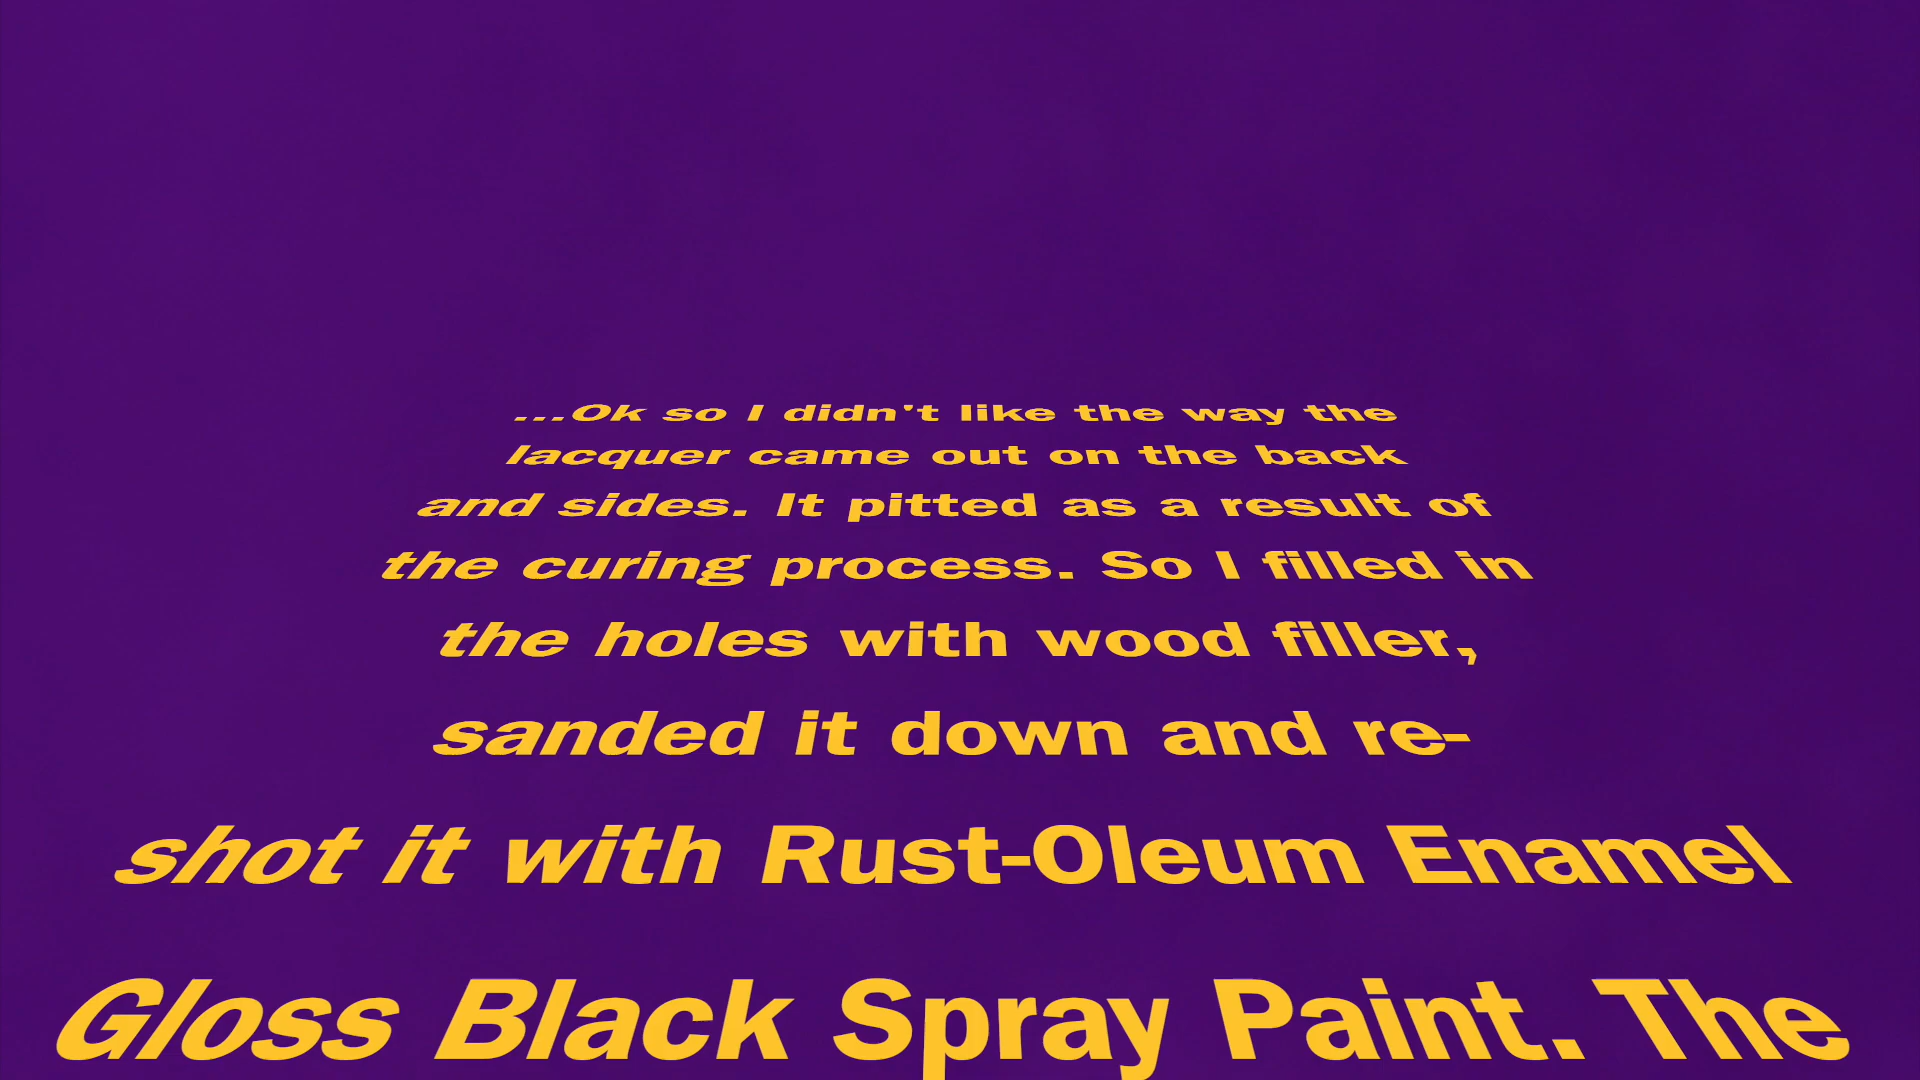 ...Ok so I didn't like the way the
lacquer came out on the back
and sides. It pitted as a result of
the curing process. So I filled in
the holes with wood filler,
sanded it down and re-
shot it with Rust-Oleum Enamel
Gloss Black Spray Paint. The